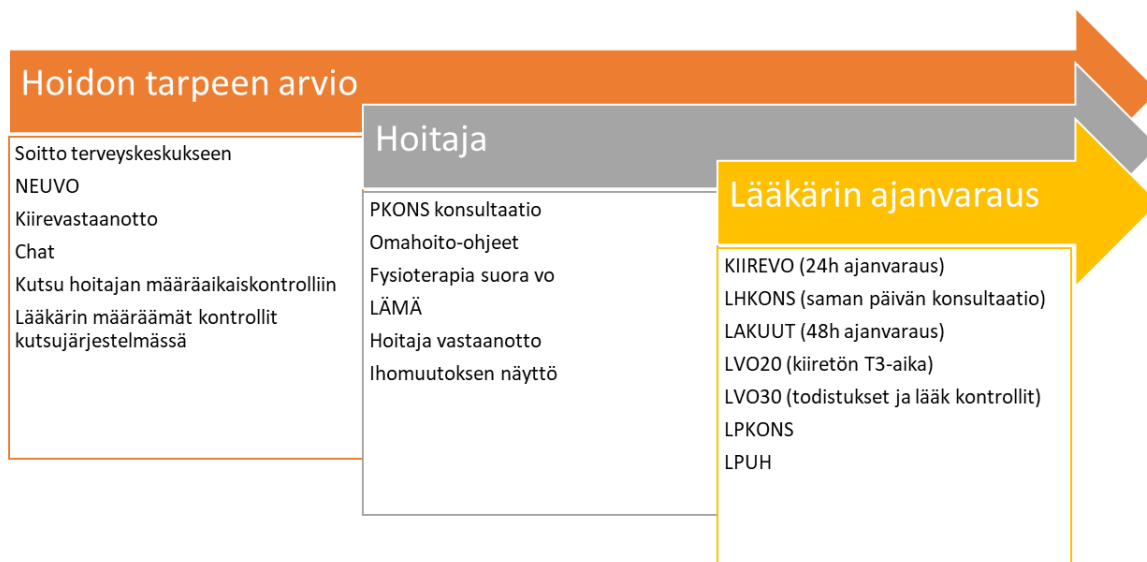 Hoidon tarpeen arvio
Soitto terveyskeskukseen
NEUVO
Kiirevastaanotto
Chat
Kutsu hoitajan määräaikaiskontrolliin
Lääkärin määräämät kontrollit
kutsujärjestelmässä
Hoitaja
PKONS konsultaatio
Omahoito-ohjeet
Fysioterapia suora vo
LÄMÄ
Hoitaja vastaanotto
Ihomuutoksen näyttö
Lääkärin ajanvaraus
KIIREVO (24h ajanvaraus)
LHKONS (saman päivän konsultaatio)
LAKUUT (48h ajanvaraus)
LVO20 (kiiretön T3-aika)
LVO30 (todistukset ja lääk kontrollit)
LPKONS
LPUH